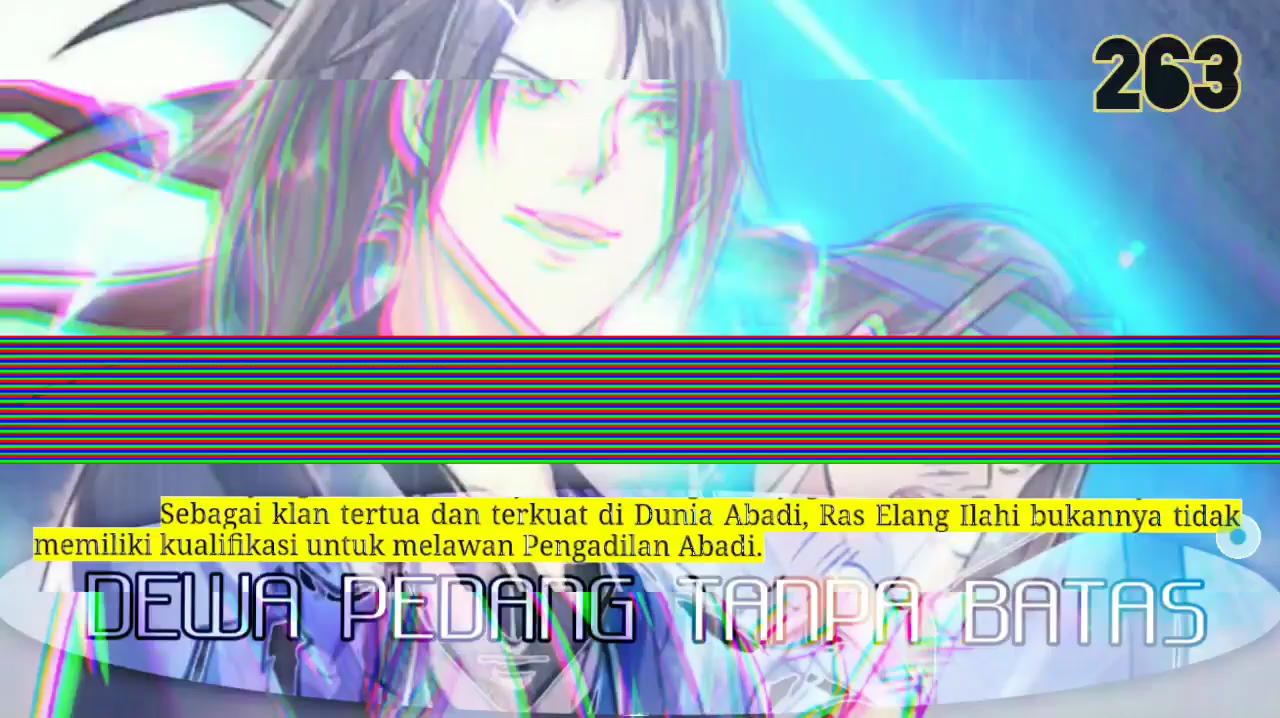 263
Sebagai klan tertua dan terkuat di Dunia Abadi, Ras Elang Ilahi bukannya tidak
memiliki kualifikasi untuk melawan Pengadilan Abadi.
DEWA PEDANG TANPA BATAS